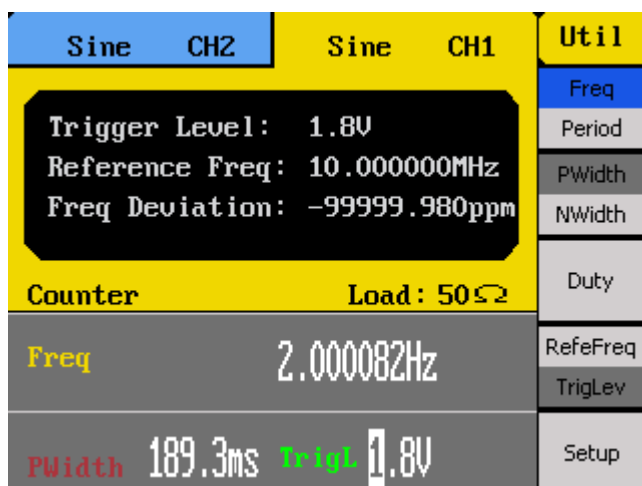 Sine CH2 Sine CH1 Util
Trigger Level: 1.8V
Reference Freq: 10.000000MHz
Freq Deviation: -99999.980ppm
Counter Load: 50Ω
Freq 2.000082Hz
PWidth 189.3ms TrigL 1.8V
Freq
Period
PWidth
NWidth
Duty
RefeFreq
TrigLev
Setup